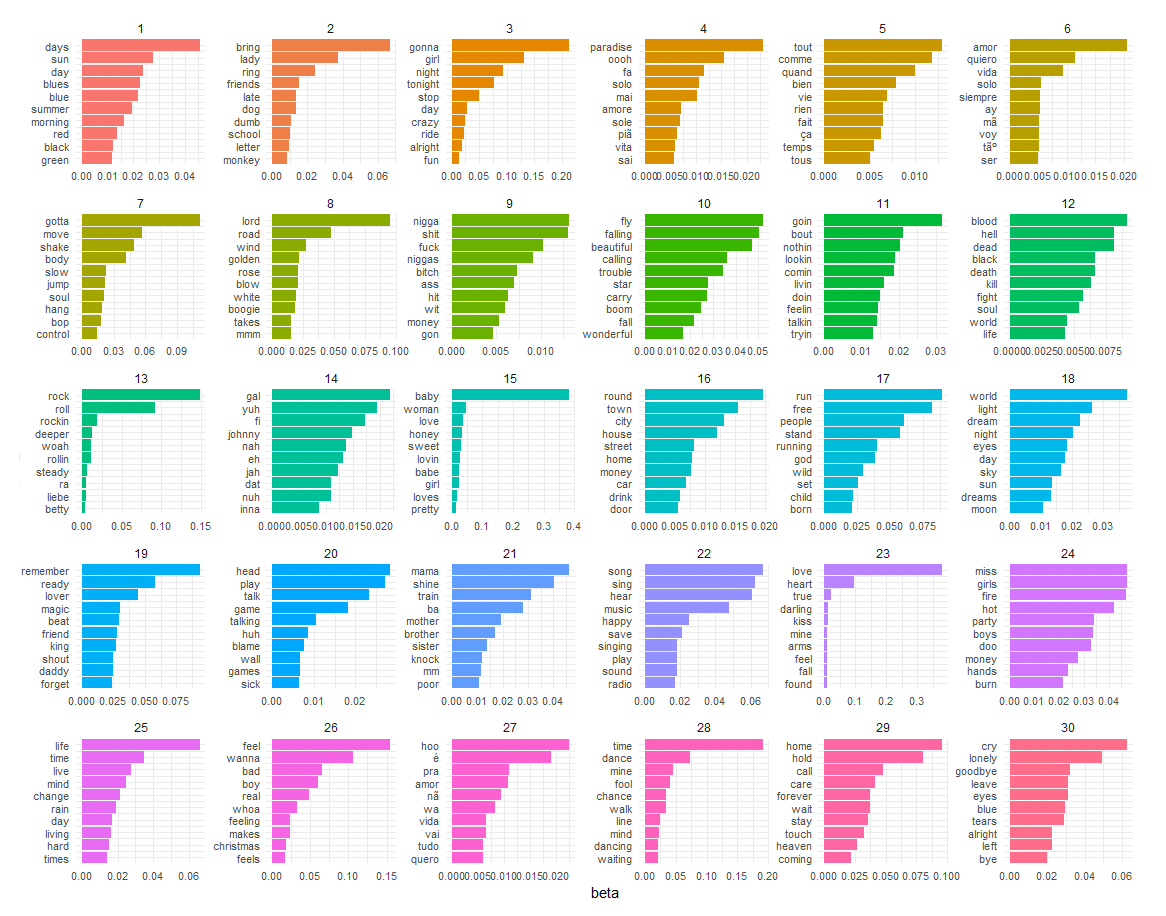 1
days
sun
day
blues
blue
summer
morning
red
black
green
0.00 0.01 0.02 0.03 0.04
2
bring
lady
ring
friends
late
dog
dumb
school
letter
monkey
0.00 0.02 0.04 0.06
3
gonna
girl
night
tonight
stop
day
crazy
ride
alright
fun
0.00 0.05 0.10 0.15 0.20
4
paradise
oooh
fa
solo
mai
amore
sole
piã
vita
sai
0.000 0.005 0.010 0.015 0.020
5
tout
comme
quand
bien
vie
rien
fait
ça
temps
tous
0.000 0.005 0.010
6
amor
quiero
vida
solo
siempre
ay
mã
voy
tãº
ser
0.000 0.005 0.010 0.015 0.020
7
gotta
move
shake
body
slow
jump
soul
hang
bop
control
0.00 0.03 0.06 0.09
8
lord
road
wind
golden
rose
blow
white
boogie
takes
mmm
0.000 0.025 0.050 0.075 0.100
9
nigga
shit
fuck
niggas
bitch
ass
hit
wit
money
gon
0.000 0.005 0.010
10
fly
falling
beautiful
calling
trouble
star
carry
boom
fall
wonderful
0.00 0.01 0.02 0.03 0.04 0.05
11
goin
bout
nothin
lookin
comin
livin
doin
feelin
talkin
tryin
0.00 0.01 0.02 0.03
12
blood
hell
dead
black
death
kill
fight
soul
world
life
0.0000 0.0025 0.0050 0.0075
13
rock
roll
rockin
deeper
woah
rollin
steady
ra
liebe
betty
0.00 0.05 0.10 0.15
14
gal
yuh
fi
johnny
nah
eh
jah
dat
nuh
inna
0.000 0.005 0.010 0.015 0.020
15
baby
woman
love
honey
sweet
lovin
babe
girl
loves
pretty
0.0 0.1 0.2 0.3 0.4
16
round
town
city
house
street
home
money
car
drink
door
0.000 0.005 0.010 0.015 0.020
17
run
free
people
stand
running
god
wild
set
child
born
0.000 0.025 0.050 0.075
18
world
light
dream
night
eyes
day
sky
sun
dreams
moon
0.00 0.01 0.02 0.03
19
remember
ready
lover
magic
beat
friend
king
shout
daddy
forget
0.000 0.025 0.050 0.075
20
head
play
talk
game
talking
huh
blame
wall
games
sick
0.00 0.01 0.02
21
mama
shine
train
ba
mother
brother
sister
knock
mm
poor
0.00 0.01 0.02 0.03 0.04
22
song
sing
hear
music
happy
save
singing
play
sound
radio
0.00 0.02 0.04 0.06
23
love
heart
true
darling
kiss
mine
arms
feel
fall
found
0.0 0.1 0.2 0.3
24
miss
girls
fire
hot
party
boys
doo
money
hands
burn
0.00 0.01 0.02 0.03 0.04
25
life
time
live
mind
change
rain
day
living
hard
times
0.00 0.02 0.04 0.06
26
feel
wanna
bad
boy
real
whoa
feeling
makes
christmas
feels
0.00 0.05 0.10 0.15
27
hoo
é
pra
amor
nã
wa
vida
vai
tudo
quero
0.000 0.005 0.010 0.015 0.020
28
time
dance
mine
fool
chance
walk
line
mind
dancing
waiting
0.00 0.05 0.10 0.15 0.20
29
home
hold
call
care
forever
wait
stay
touch
heaven
coming
0.000 0.025 0.050 0.075 0.100
30
cry
lonely
goodbye
leave
eyes
blue
tears
alright
left
bye
0.00 0.02 0.04 0.06
beta